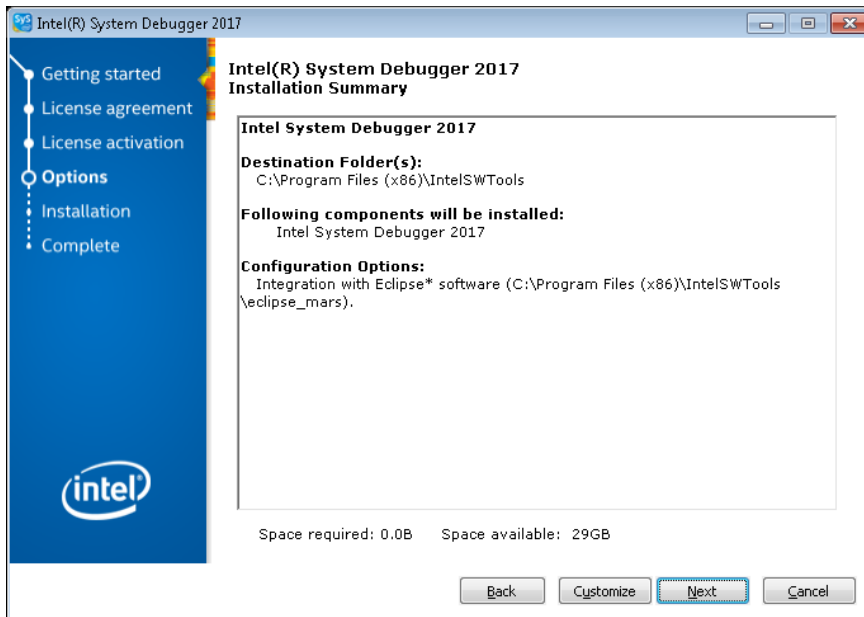 Intel(R) System Debugger 2017
Getting started
License agreement
License activation
Options
Installation
Complete
intel
Intel(R) System Debugger 2017
Installation Summary
Intel System Debugger 2017
Destination Folder(s):
C:\Program Files (x86)\IntelSWTools
Following components will be installed:
Intel System Debugger 2017
Configuration Options:
Integration with Eclipse* software (C:\Program Files (x86)\IntelSWTools
\eclipse_mars).
Space required: 0.0B Space available: 29GB
Back Customize Next Cancel